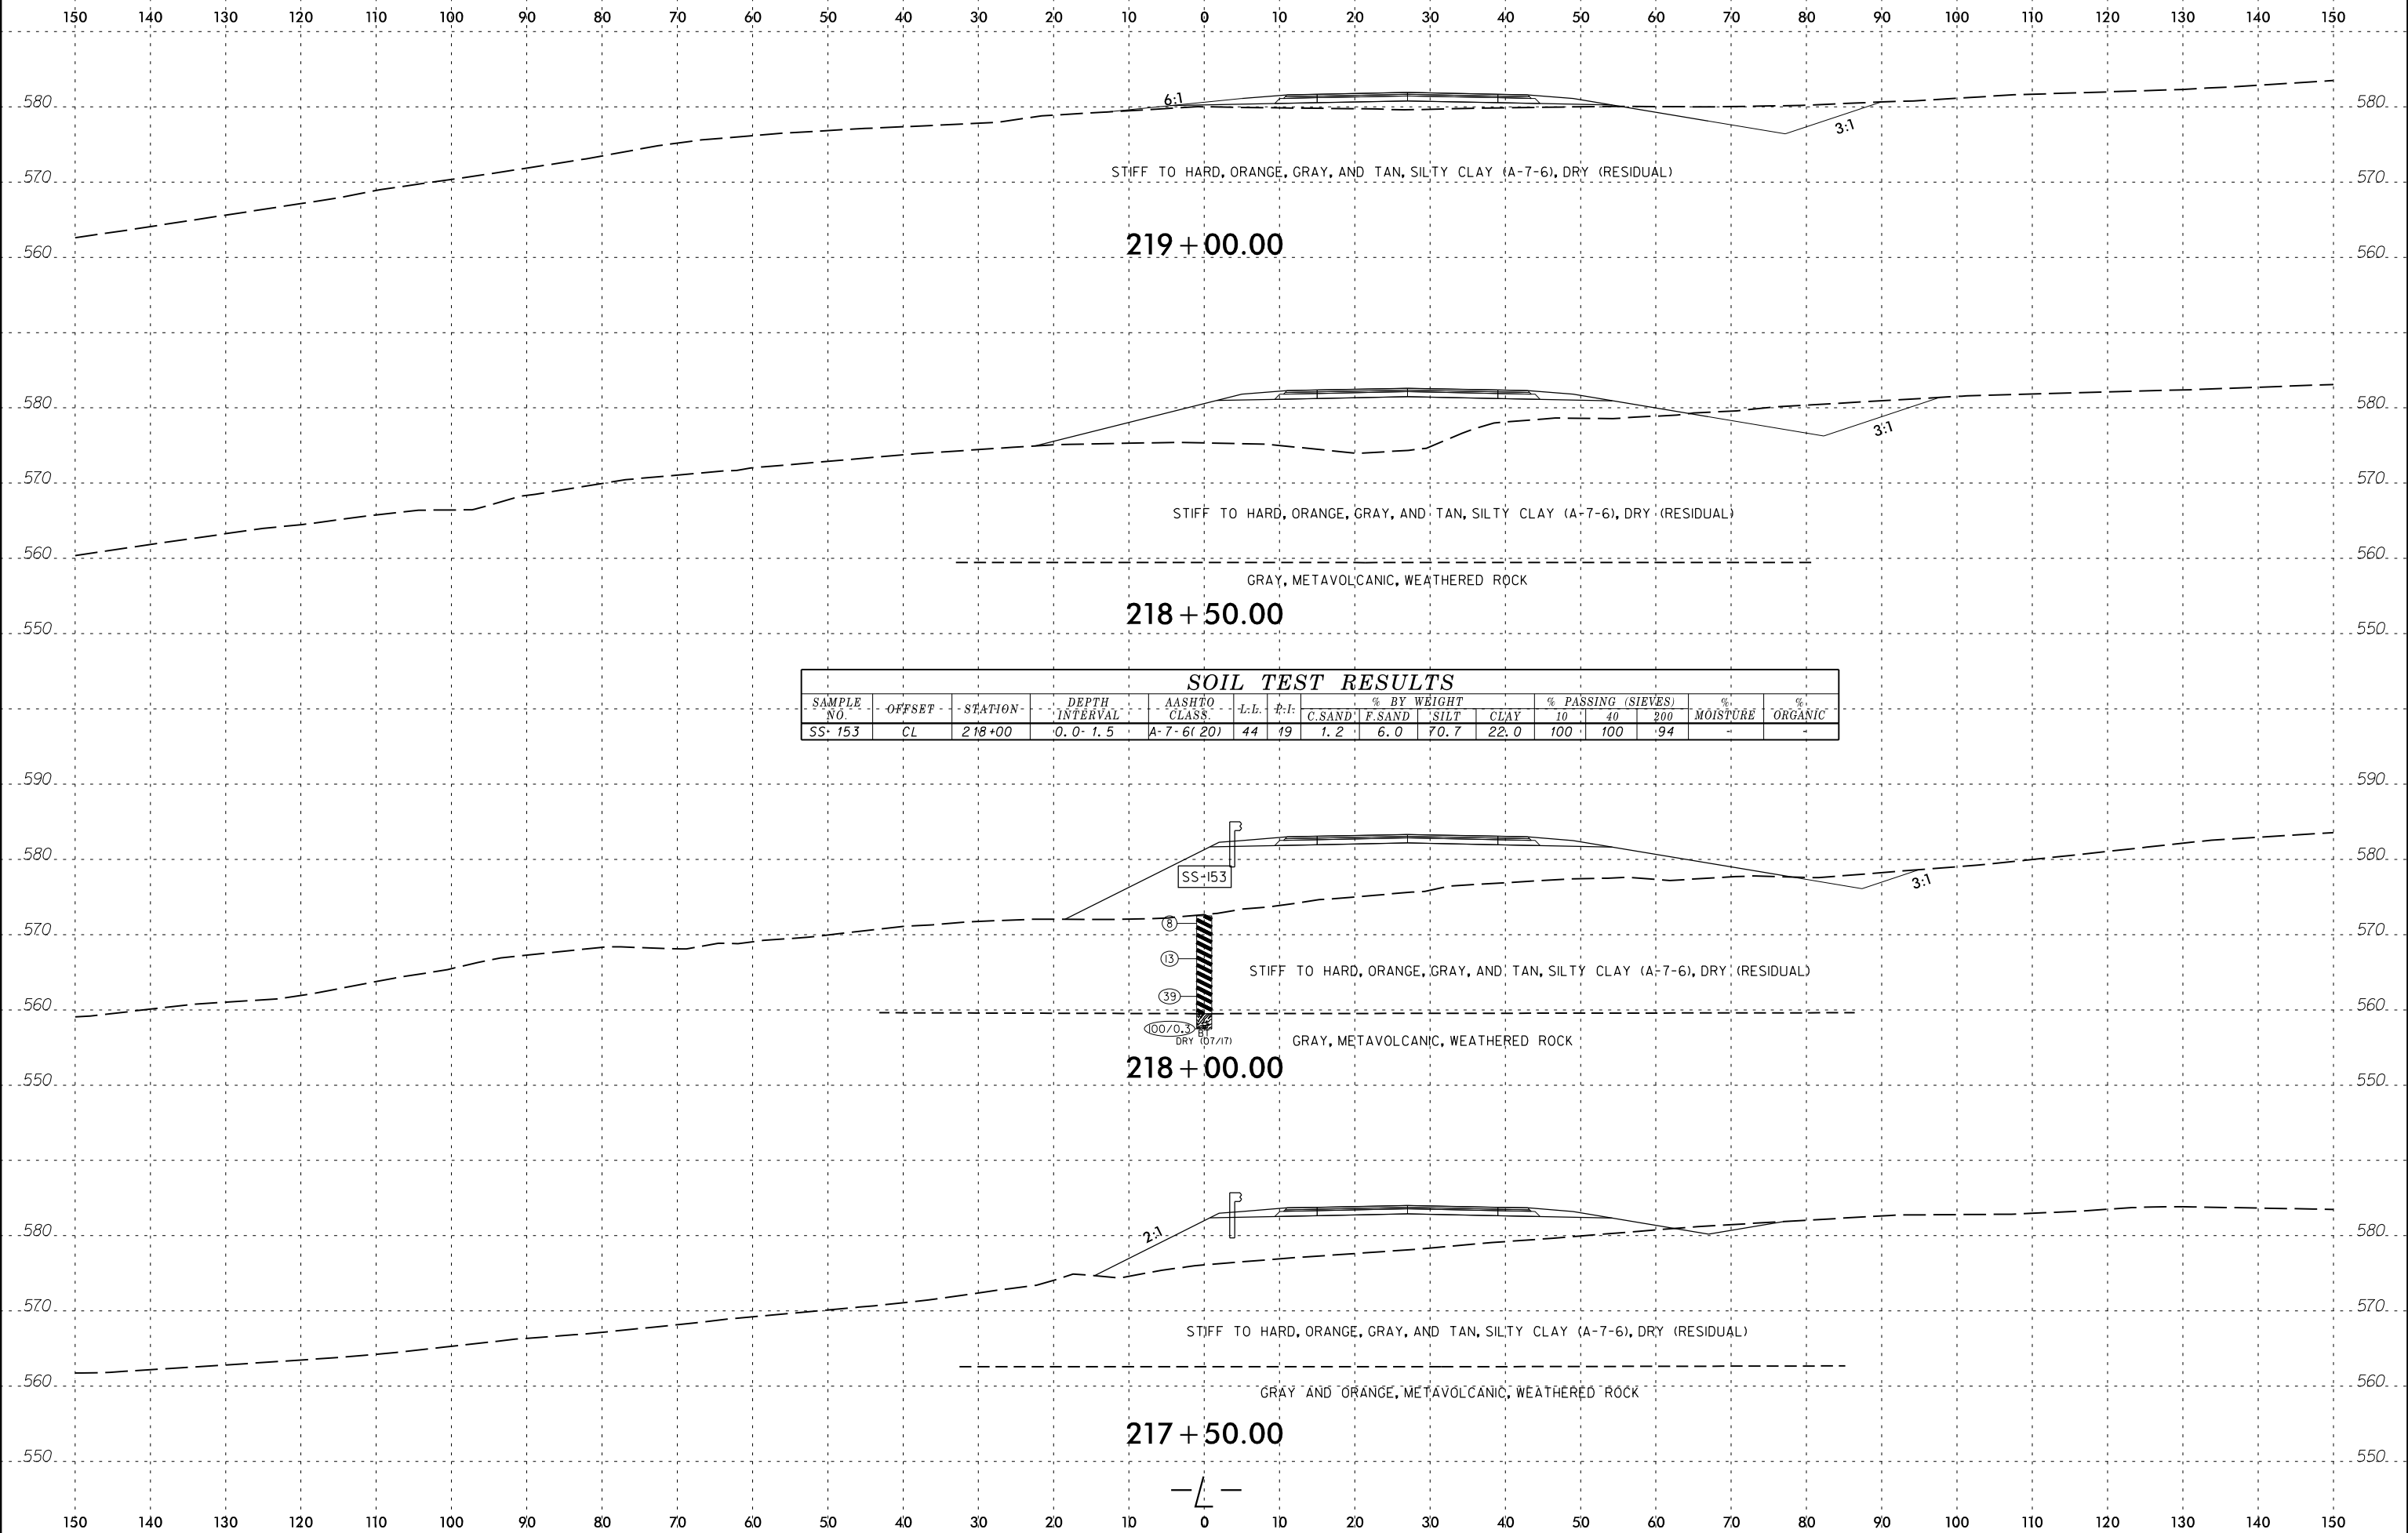 150 140 130 120 110 100 90 80 70 60 50 40 30 20 10 0 10 20 30 40 50 60 70 80 90 100 110 120 130 140 150
6:1
580 580
3:1
STIFF TO HARD, ORANGE, GRAY, AND TAN, SILTY CLAY (A-7-6), DRY (RESIDUAL)
570 570
219+00.00
560 560
580 580
3:1
570 570
STIFF TO HARD, ORANGE, GRAY, AND TAN, SILTY CLAY (A-7-6), DRY (RESIDUAL)
560 560
GRAY, METAVOLCANIC, WEATHERED ROCK
218+50.00
550 550
SOIL TEST RESULTS
SAMPLE NO. OFFSET STATION DEPTH INTERVAL AASHTO CLASS. L.L. P.I. % BY WEIGHT % PASSING (SIEVES) % MOISTURE % ORGANIC
C.SAND F.SAND SILT CLAY 10 40 200
SS-153 CL 218+00 0.0-1.5 A-7-6(20) 44 19 1.2 6.0 70.7 22.0 100 100 94 - -
590 590
580 580
SS-153
3:1
8
570 570
13
STIFF TO HARD, ORANGE, GRAY, AND TAN, SILTY CLAY (A-7-6), DRY (RESIDUAL)
39
560 560
100/0.3
BT
DRY (07/17)
GRAY, METAVOLCANIC, WEATHERED ROCK
218+00.00
550 550
2:1
580 580
570 570
STIFF TO HARD, ORANGE, GRAY, AND TAN, SILTY CLAY (A-7-6), DRY (RESIDUAL)
560 560
GRAY AND ORANGE, METAVOLCANIC, WEATHERED ROCK
217+50.00
550 550
-L-
150 140 130 120 110 100 90 80 70 60 50 40 30 20 10 0 10 20 30 40 50 60 70 80 90 100 110 120 130 140 150